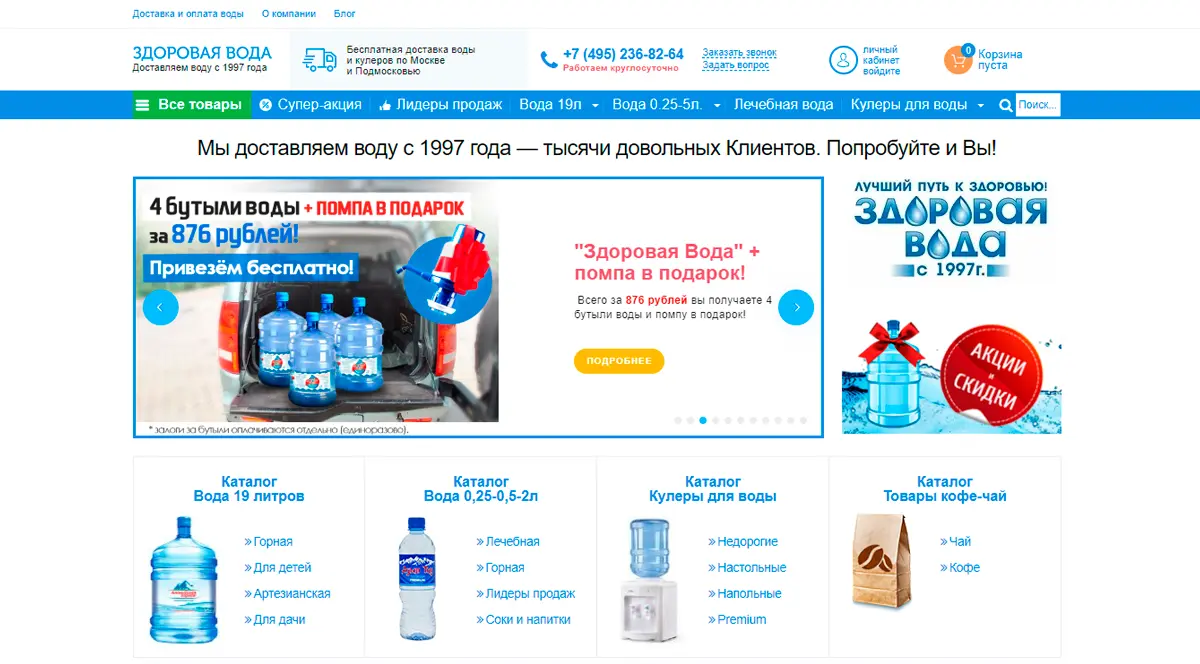 Доставка и оплата воды О компании Блог
ЗДОРОВАЯ ВОДА
Доставляем воду с 1997 года
Бесплатная доставка воды
и кулеров по Москве
и Подмосковью
+7 (495) 236-82-64
Работаем круглосуточно
Заказать звонок
Задать вопрос
личный
кабинет
войдите
0
Корзина
пуста
Все товары Супер-акция Лидеры продаж Вода 19л Вода 0.25-5л. Лечебная вода Кулеры для воды Поиск...
Мы доставляем воду с 1997 года — тысячи довольных Клиентов. Попробуйте и Вы!
4 бутыли воды + ПОМПА В ПОДАРОК
за 876 рублей!
Привезём бесплатно!
* залоги за бутыли оплачиваются отдельно (единоразово).
"Здоровая Вода" +
помпа в подарок!
Всего за 876 рублей вы получаете 4
бутыли воды и помпу в подарок!
ПОДРОБНЕЕ
ЛУЧШИЙ ПУТЬ К ЗДОРОВЬЮ!
ЗДОРОВАЯ
ВОДА
с 1997г.
АКЦИИ
и
СКИДКИ
Каталог
Вода 19 литров
» Горная
» Для детей
» Артезианская
» Для дачи
Каталог
Вода 0,25-0,5-2л
» Лечебная
» Горная
» Лидеры продаж
» Соки и напитки
Каталог
Кулеры для воды
» Недорогие
» Настольные
» Напольные
» Premium
Каталог
Товары кофе-чай
» Чай
» Кофе